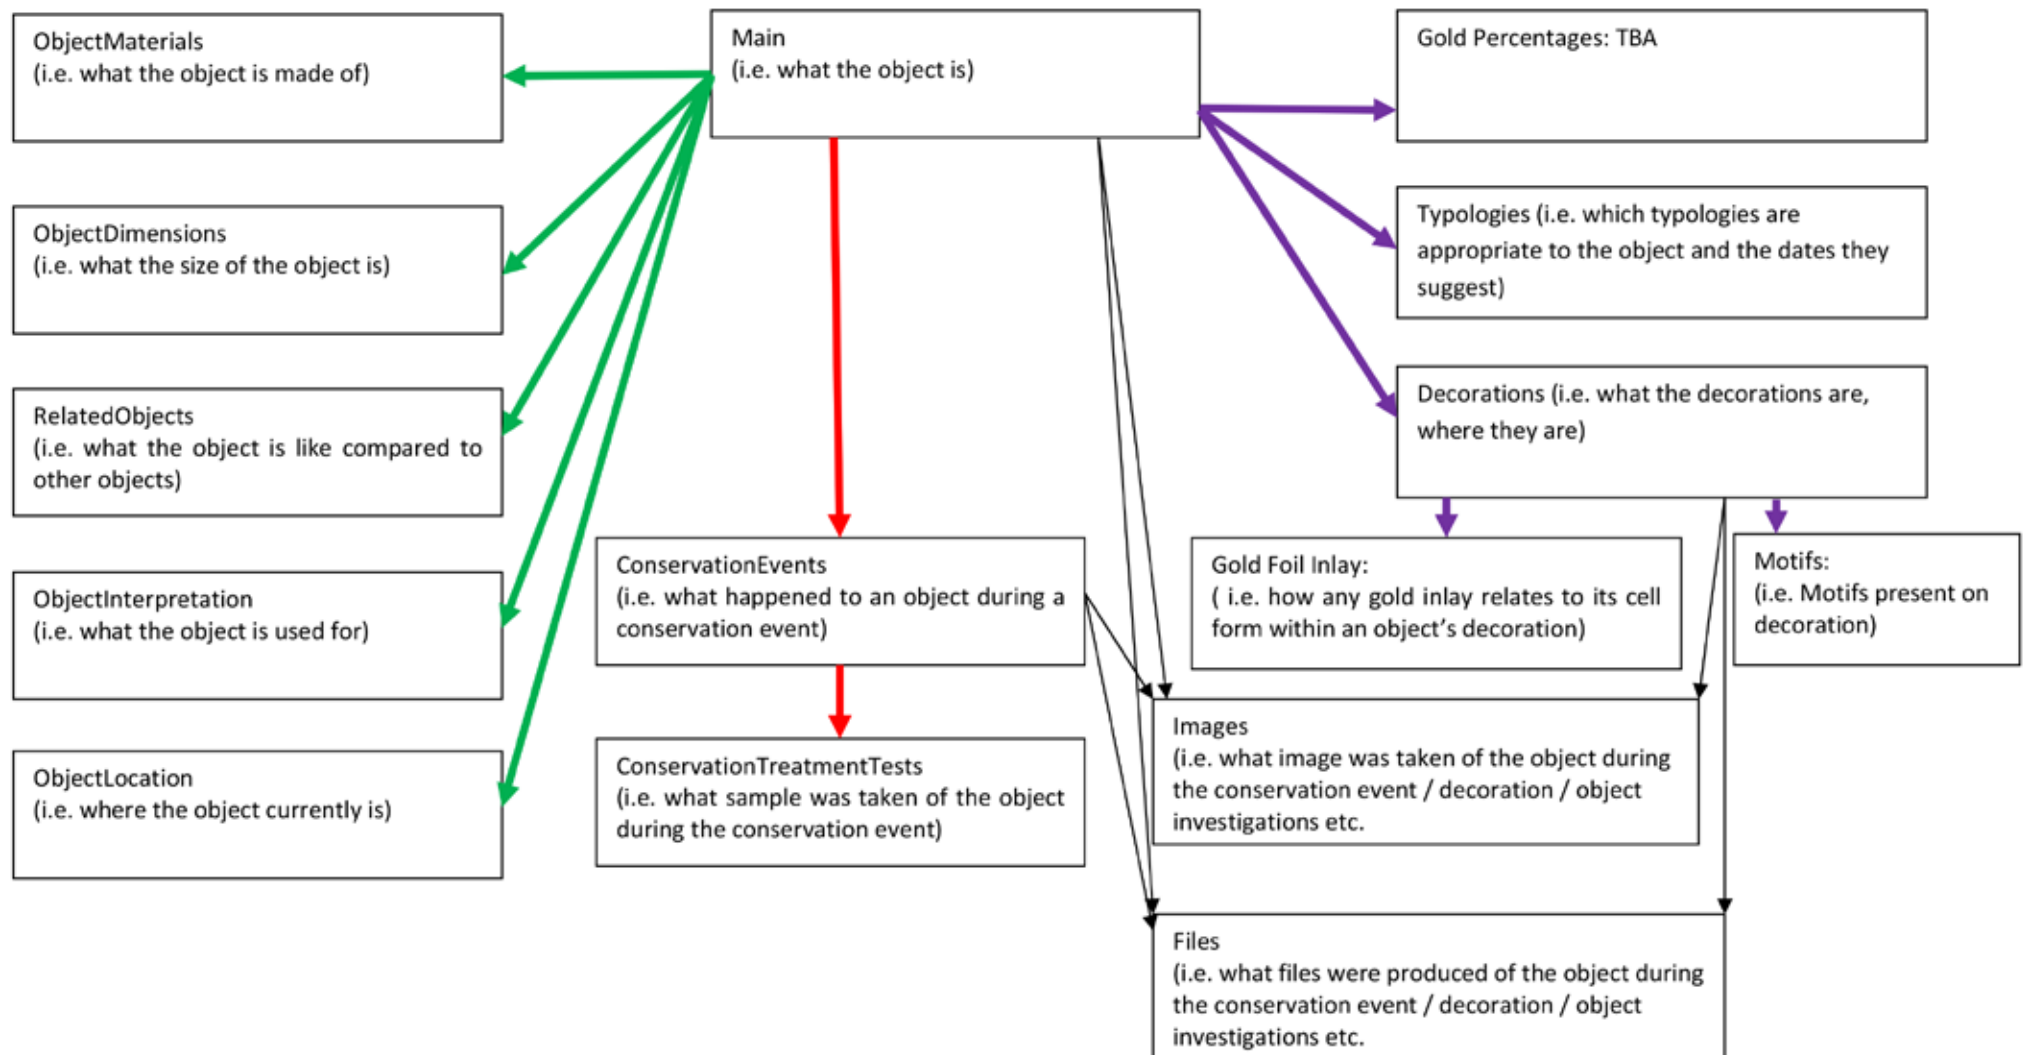 ObjectMaterials
(i.e. what the object is made of)
Main
(i.e. what the object is)
Gold Percentages: TBA
ObjectDimensions
(i.e. what the size of the object is)
Typologies (i.e. which typologies are
appropriate to the object and the dates they
suggest)
RelatedObjects
(i.e. what the object is like compared to
other objects)
Decorations (i.e. what the decorations are,
where they are)
ObjectInterpretation
(i.e. what the object is used for)
ConservationEvents
(i.e. what happened to an object during a
conservation event)
Gold Foil Inlay:
( i.e. how any gold inlay relates to its cell
form within an object’s decoration)
Motifs:
(i.e. Motifs present on
decoration)
ObjectLocation
(i.e. where the object currently is)
ConservationTreatmentTests
(i.e. what sample was taken of the object
during the conservation event)
Images
(i.e. what image was taken of the object during
the conservation event / decoration / object
investigations etc.
Files
(i.e. what files were produced of the object during
the conservation event / decoration / object
investigations etc.